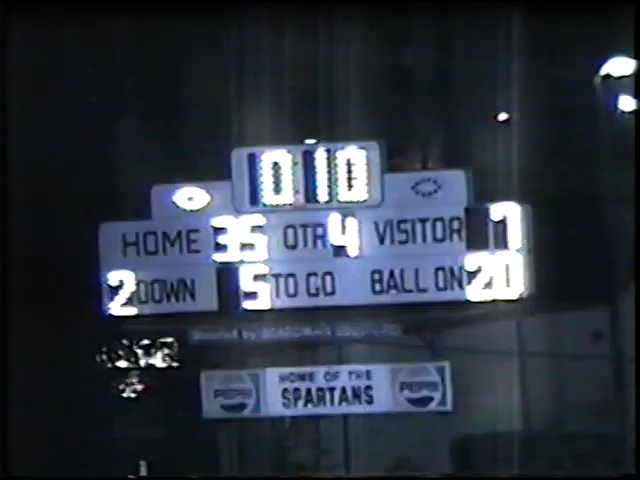 10 10
HOME 35 QTR 4 VISITOR 7
2 DOWN 5 TO GO BALL ON 20
PEPSI HOME OF THE PEPSI
SPARTANS